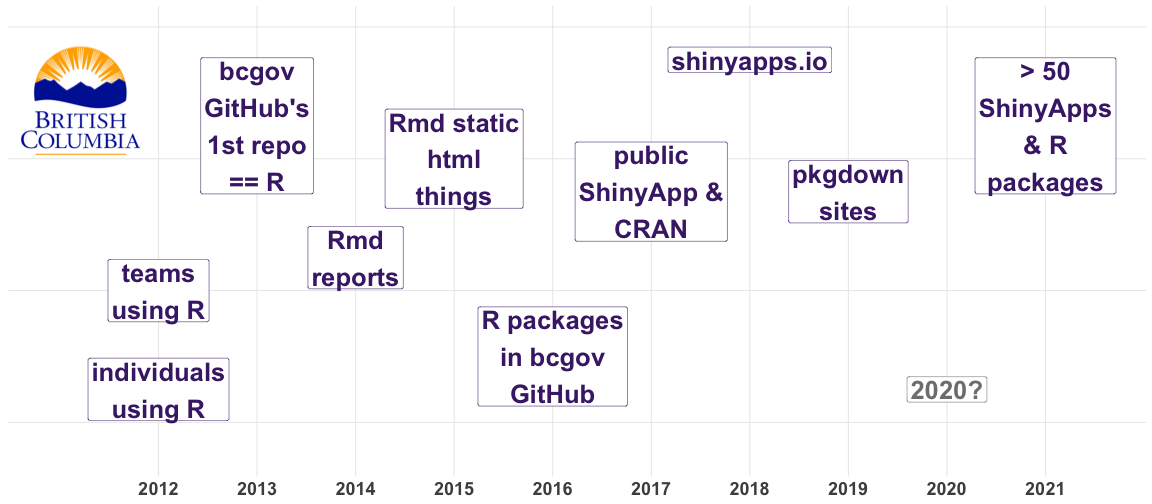 BRITISH
COLUMBIA
bcgov
GitHub's
1st repo
== R
teams
using R
individuals
using R
Rmd
reports
Rmd static
html
things
R packages
in bcgov
GitHub
public
ShinyApp &
CRAN
shinyapps.io
pkgdown
sites
2020?
> 50
ShinyApps
& R
packages
2012 2013 2014 2015 2016 2017 2018 2019 2020 2021